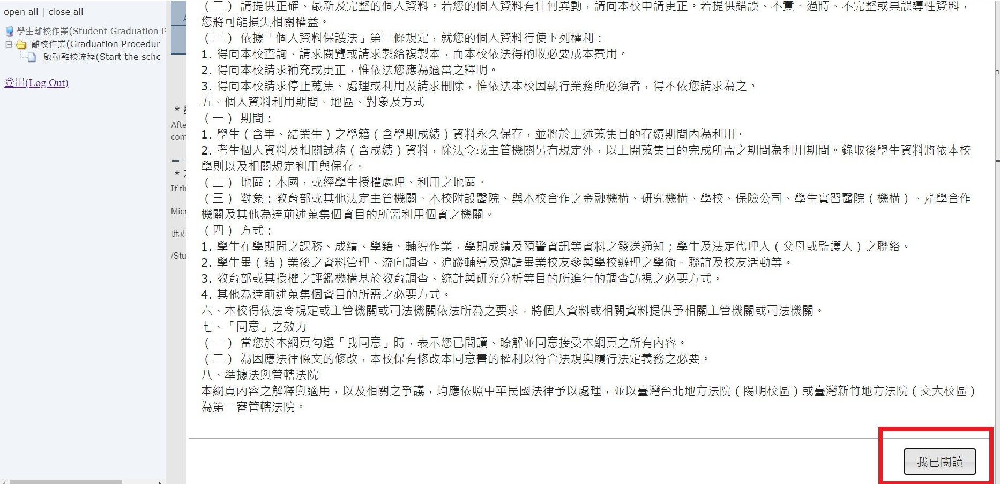 open all | close all
學生離校作業(Student Graduation P
離校作業(Graduation Procedur
啟動離校流程(Start the scho
登出(Log Out)
*
Afte
com
*
If th
Micr
此處
/Stu
（二） 請提供正確、最新及完整的個人資料。若您的個人資料有任何異動，請向本校申請更正。若提供錯誤、不實、過時、不完整或具誤導性資料，
您將可能損失相關權益。
（三） 依據「個人資料保護法」第三條規定，就您的個人資料行使下列權利：
1. 得向本校查詢、請求閱覽或請求製給複製本，而本校依法得酌收必要成本費用。
2. 得向本校請求補充或更正，惟依法您應為適當之釋明。
3. 得向本校請求停止蒐集、處理或利用及請求刪除，惟依法本校因執行業務所必須者，得不依您請求為之。
五、個人資料利用期間、地區、對象及方式
（一） 期間：
1. 學生（含畢、結業生）之學籍（含學期成績）資料永久保存，並將於上述蒐集目的存續期間內為利用。
2. 考生個人資料及相關試務（含成績）資料，除法令或主管機關另有規定外，以上開蒐集目的完成所需之期間為利用期間。錄取後學生資料將依本校
學則以及相關規定利用與保存。
（二） 地區：本國，或經學生授權處理、利用之地區。
（三） 對象：教育部或其他法定主管機關、本校附設醫院、與本校合作之金融機構、研究機構、學校、保險公司、學生實習醫院（機構）、產學合作
機關及其他為達前述蒐集個資目的所需利用個資之機關。
（四） 方式：
1. 學生在學期間之課務、成績、學籍、輔導作業，學期成績及預警資訊等資料之發送通知；學生及法定代理人（父母或監護人）之聯絡。
2. 學生畢（結）業後之資料管理、流向調查、追蹤輔導及邀請畢業校友參與學校辦理之學術、聯誼及校友活動等。
3. 教育部或其授權之評鑑機構基於教育調查、統計與研究分析等目的所進行的調查訪視之必要方式。
4. 其他為達前述蒐集個資目的所需之必要方式。
六、本校得依法令規定或主管機關或司法機關依法所為之要求，將個人資料或相關資料提供予相關主管機關或司法機關。
七、「同意」之效力
（一） 當您於本網頁勾選「我同意」時，表示您已閱讀、瞭解並同意接受本網頁之所有內容。
（二） 為因應法律條文的修改，本校保有修改本同意書的權利以符合法規與履行法定義務之必要。
八、準據法與管轄法院
本網頁內容之解釋與適用，以及相關之爭議，均應依照中華民國法律予以處理，並以臺灣台北地方法院（陽明校區）或臺灣新竹地方法院（交大校區）
為第一審管轄法院。
我已閱讀